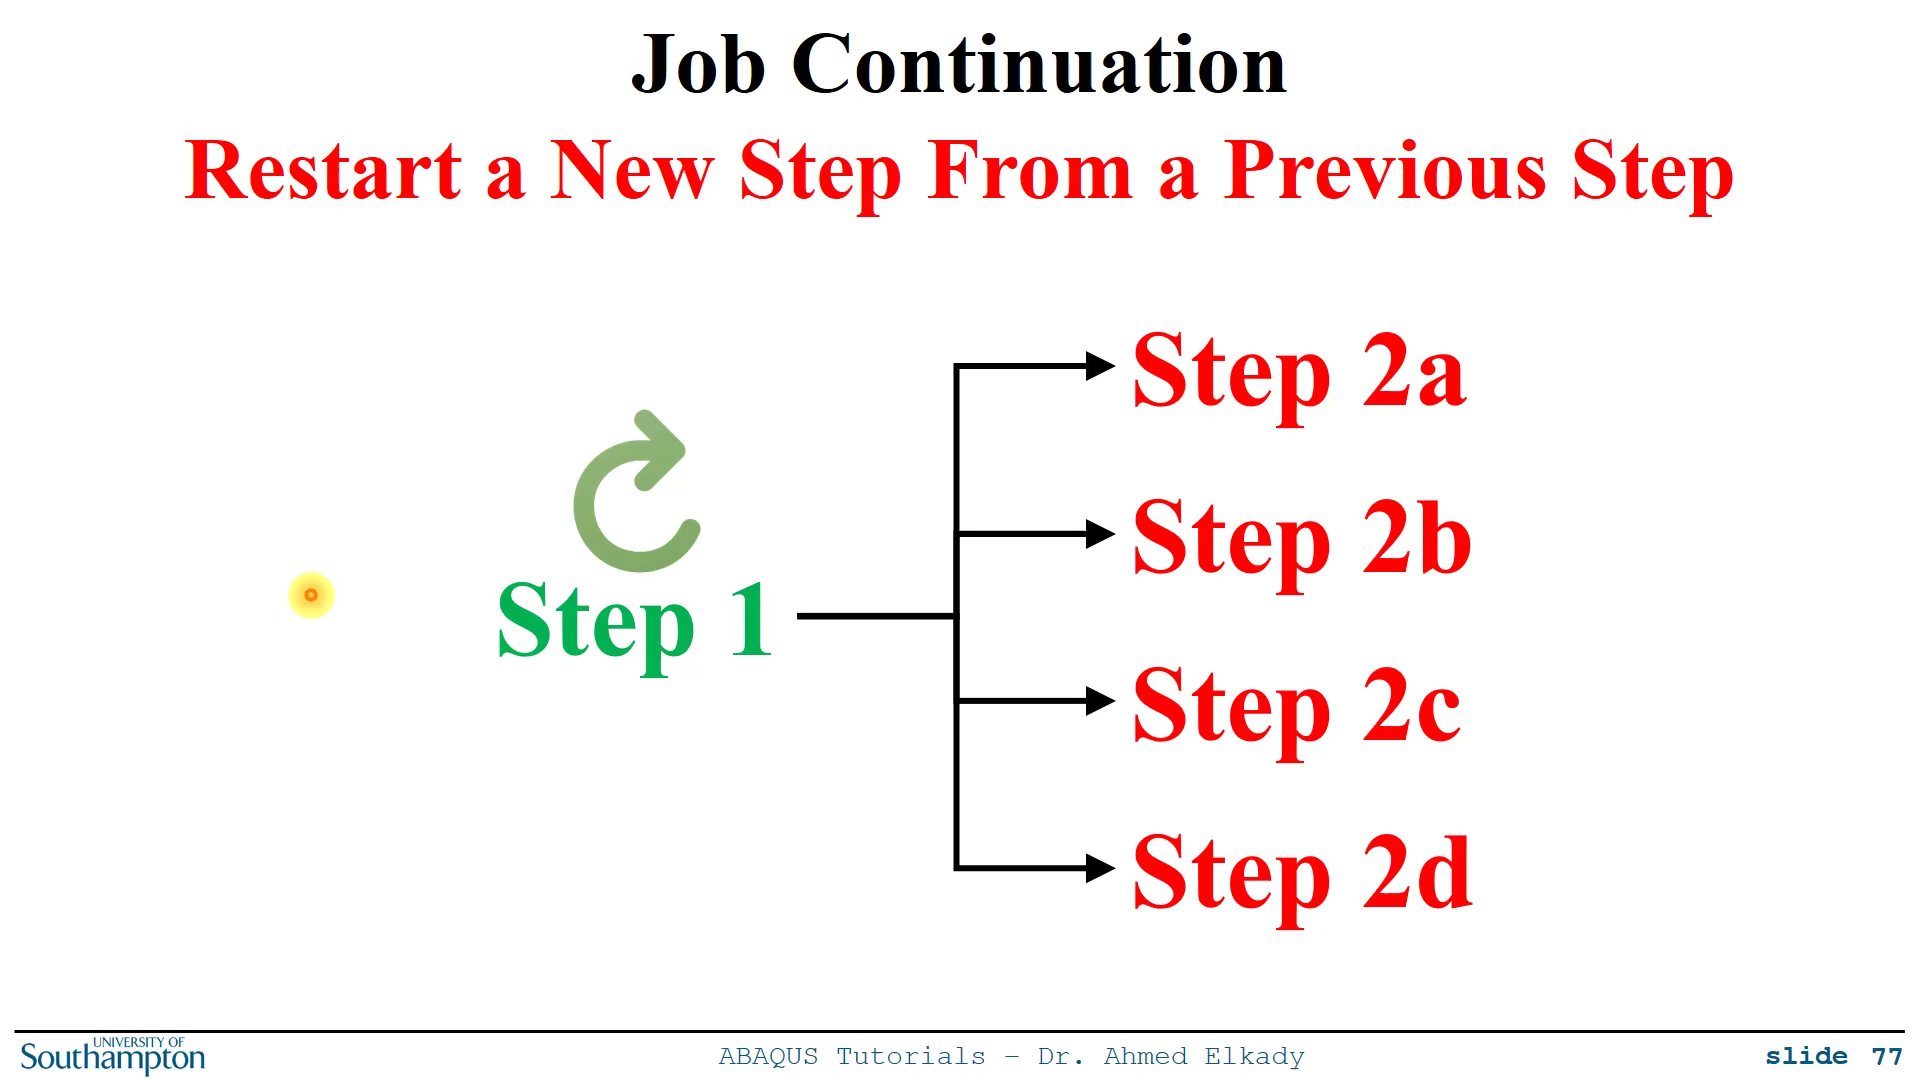 Job Continuation
Restart a New Step From a Previous Step
Step 1
Step 2a
Step 2b
Step 2c
Step 2d
UNIVERSITY OF
Southampton
ABAQUS Tutorials – Dr. Ahmed Elkady
slide 77